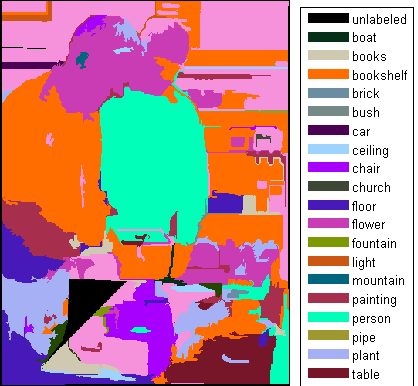 unlabeled
boat
books
bookshelf
brick
bush
car
ceiling
chair
church
floor
flower
fountain
light
mountain
painting
person
pipe
plant
table